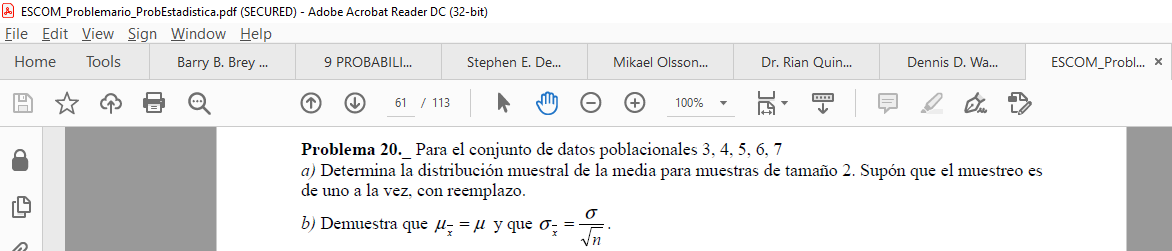 ESCOM_Problemario_ProbEstadistica.pdf (SECURED) - Adobe Acrobat Reader DC (32-bit)
File Edit View Sign Window Help
Home Tools Barry B. Brey ... 9 PROBABILI... Stephen E. De... Mikael Olsson... Dr. Rian Quin... Dennis D. Wa... ESCOM_Probl... ×
61 / 113 100%
Problema 20._ Para el conjunto de datos poblacionales 3, 4, 5, 6, 7
a) Determina la distribución muestral de la media para muestras de tamaño 2. Supón que el muestreo es
de uno a la vez, con reemplazo.
b) Demuestra que μ_x̄ = μ y que σ_x̄ = σ/√n .